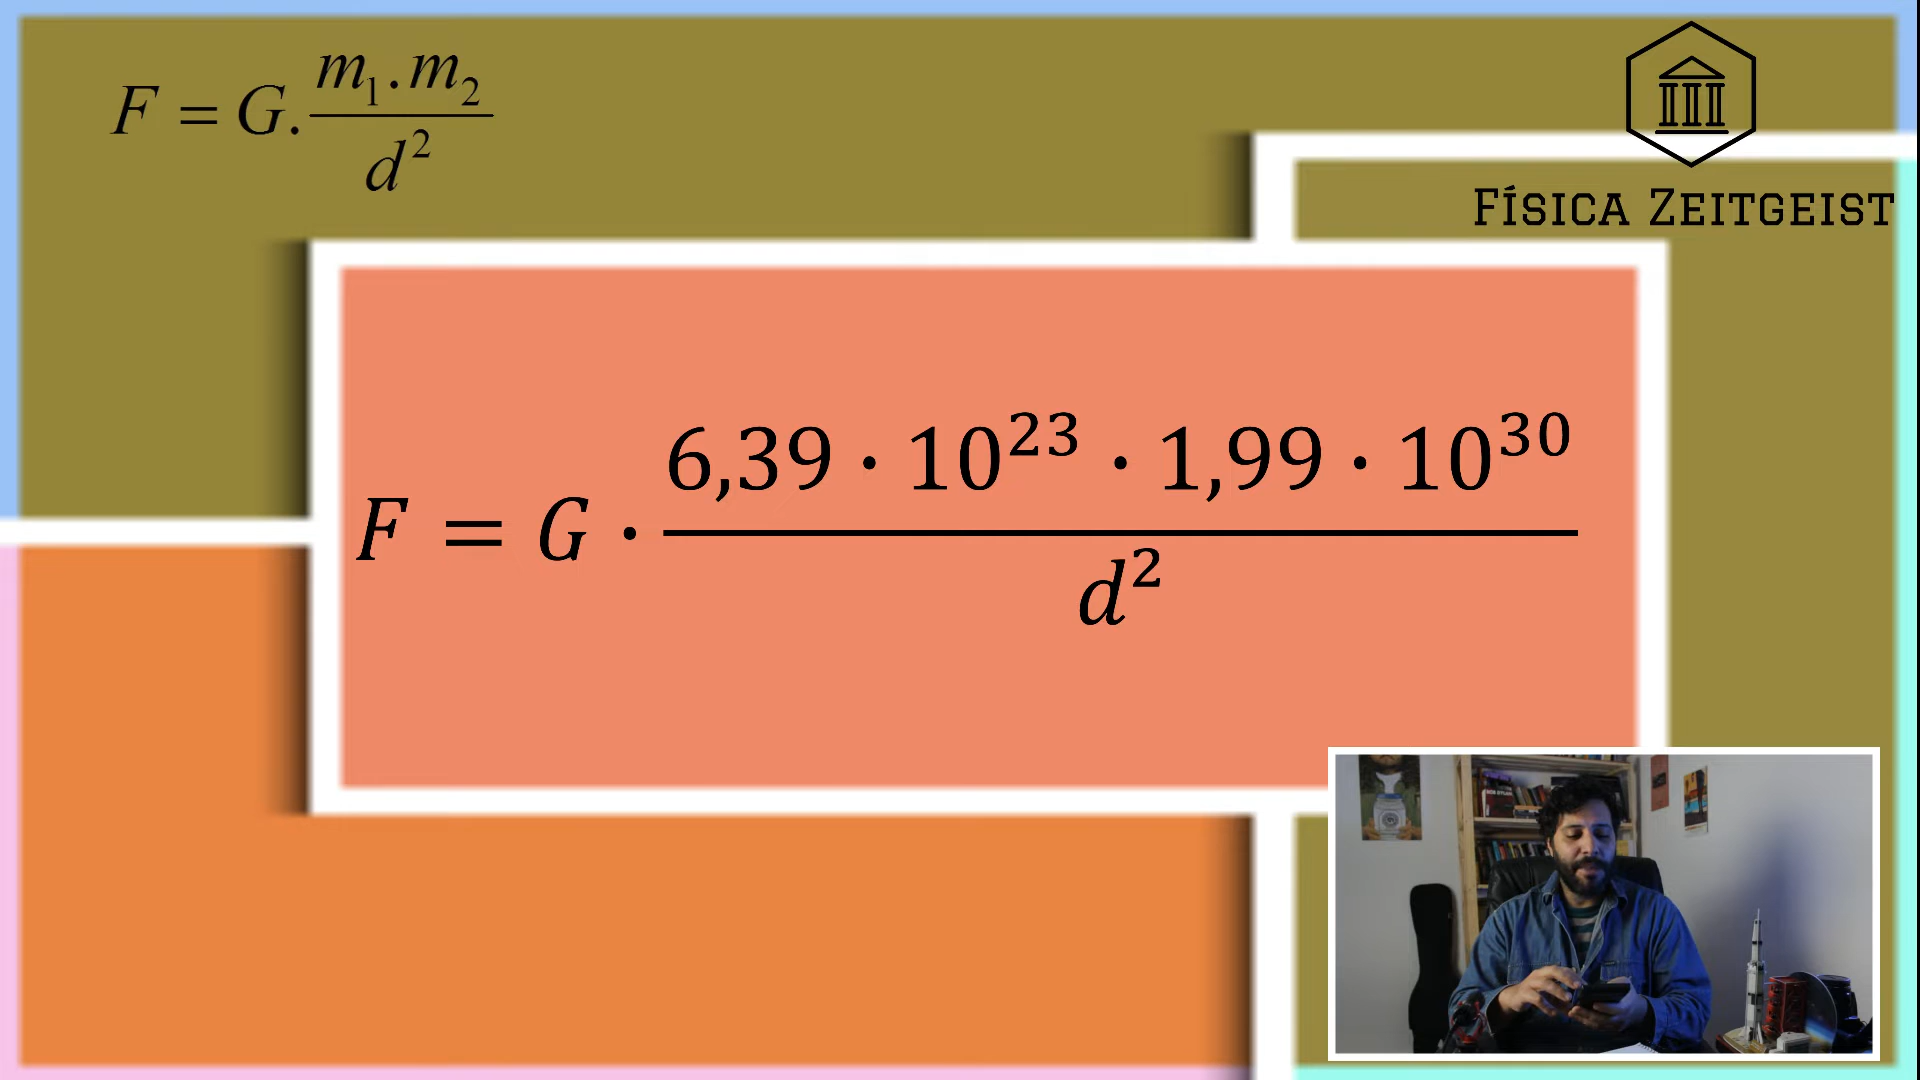 F = G. m₁.m₂ / d²
FÍSICA ZEITGEIST
F = G · 6,39 · 10²³ · 1,99 · 10³⁰ / d²